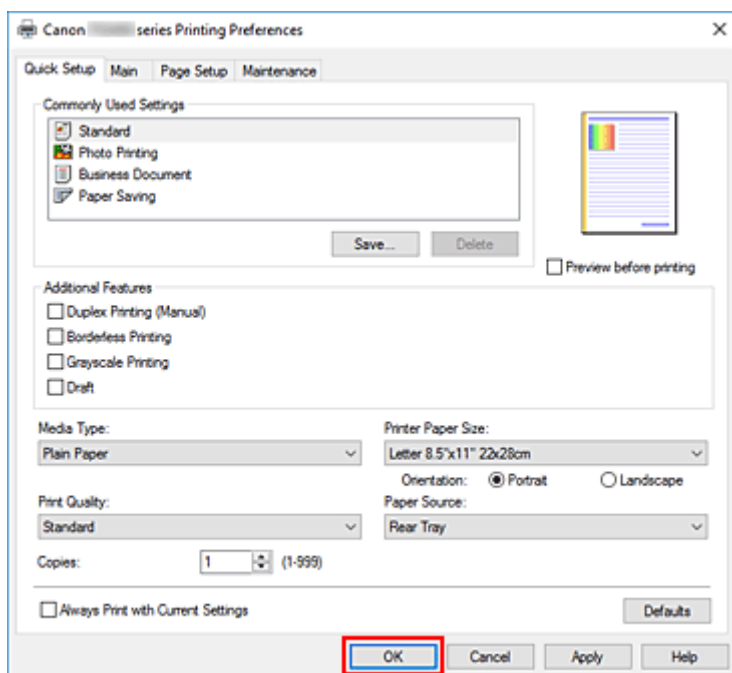 Canon series Printing Preferences
Quick Setup Main Page Setup Maintenance
Commonly Used Settings
Standard
Photo Printing
Business Document
Paper Saving
Save... Delete
Preview before printing
Additional Features
Duplex Printing (Manual)
Borderless Printing
Grayscale Printing
Draft
Media Type: Printer Paper Size:
Plain Paper Letter 8.5"x11" 22x28cm
Orientation: Portrait Landscape
Print Quality: Paper Source:
Standard Rear Tray
Copies: 1 (1-999)
Always Print with Current Settings Defaults
OK Cancel Apply Help